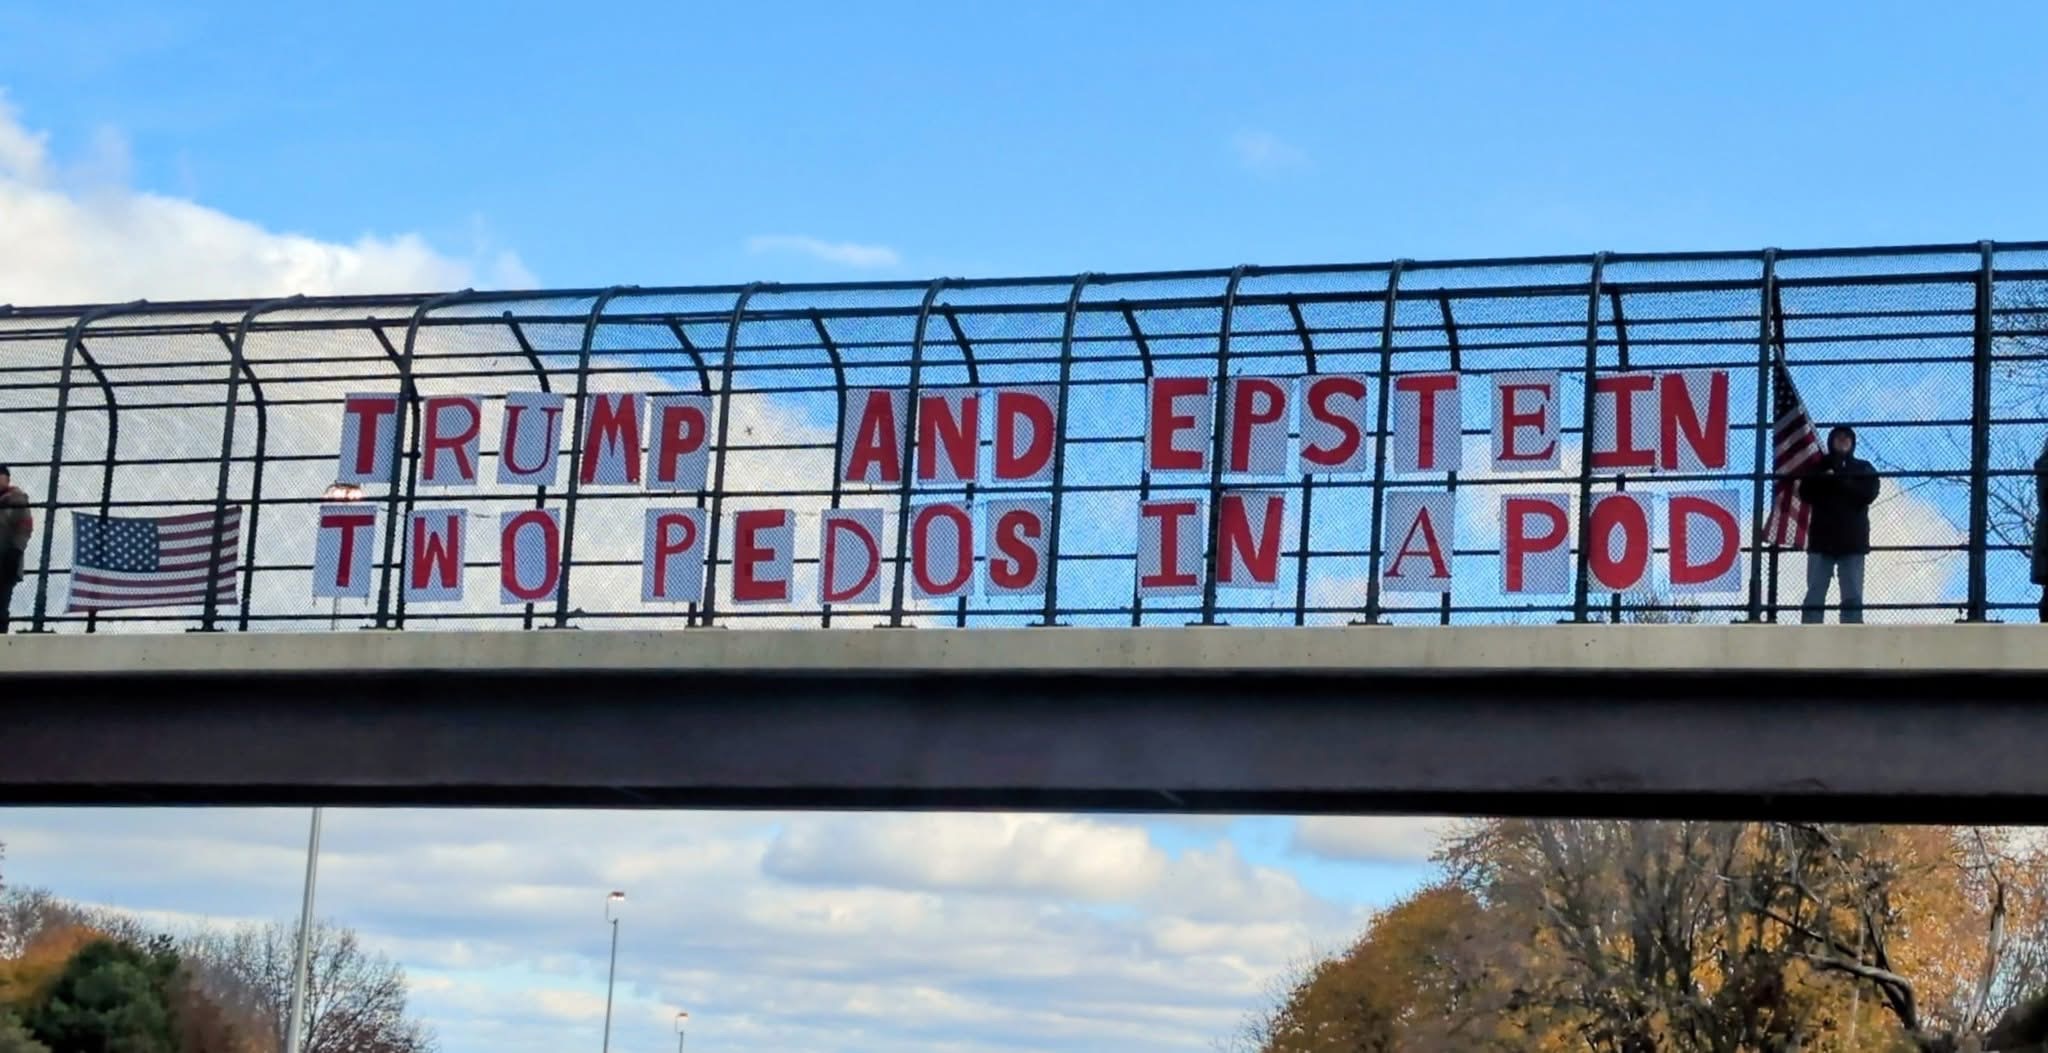 TRUMP AND EPSTEIN
TWO PEDOS IN A POD